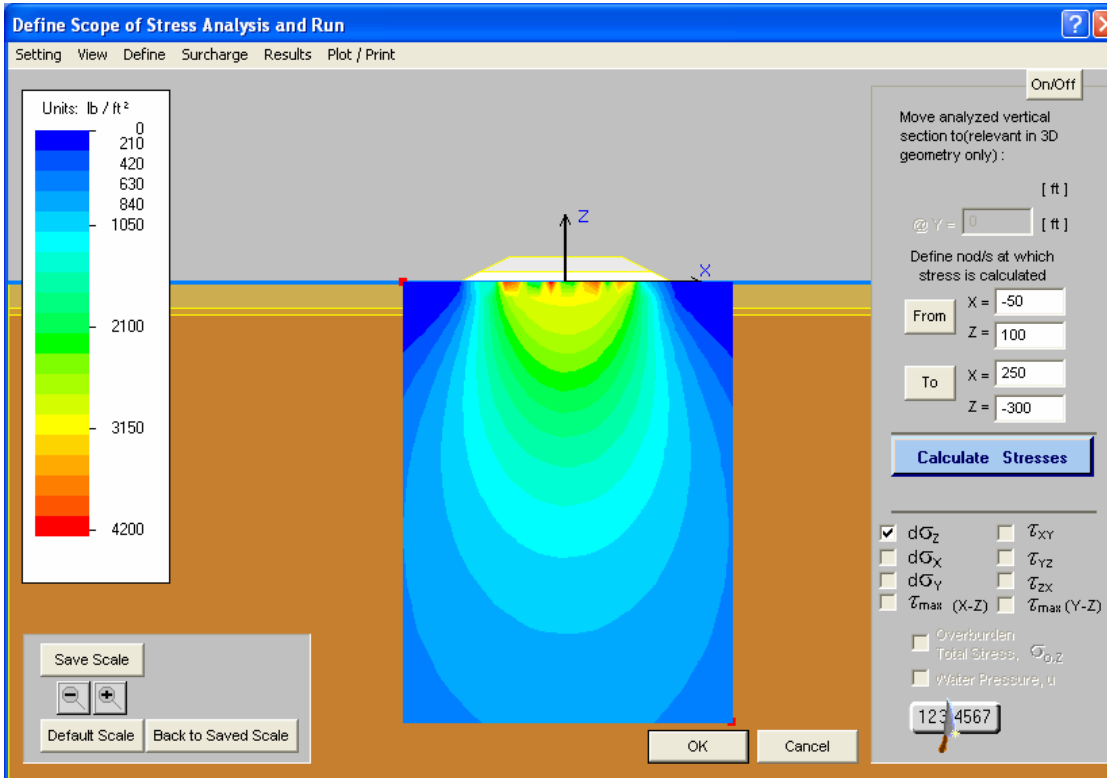 Define Scope of Stress Analysis and Run
Setting View Define Surcharge Results Plot / Print
Units: lb / ft²
0
210
420
630
840
1050
2100
3150
4200
Z
X
On/Off
Move analyzed vertical
section to(relevant in 3D
geometry only) :
[ ft ]
@ Y = 0 [ ft ]
Define nod/s at which
stress is calculated
From
X = -50
Z = 100
To
X = 250
Z = -300
Calculate Stresses
dσZ τXY
dσX τYZ
dσY τZX
τmax (X-Z) τmax (Y-Z)
Overburden
Total Stress, σo,z
Water Pressure, u
1234567
Save Scale
Default Scale Back to Saved Scale
OK Cancel